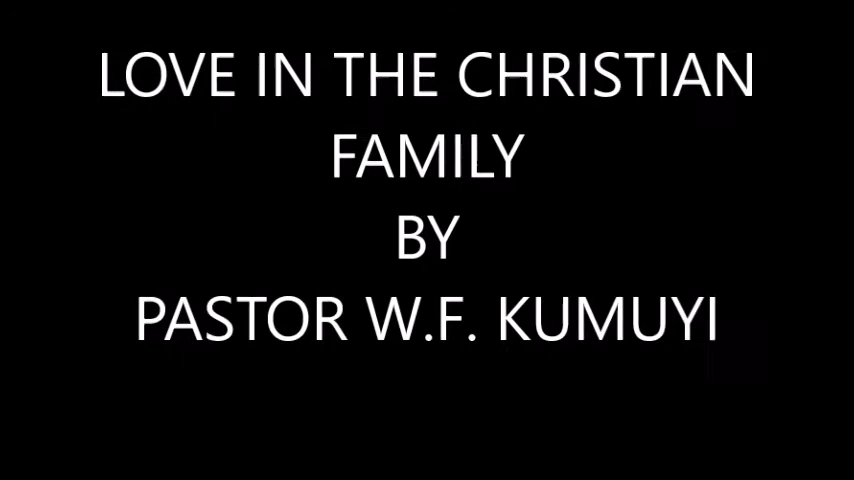 LOVE IN THE CHRISTIAN
FAMILY
BY
PASTOR W.F. KUMUYI